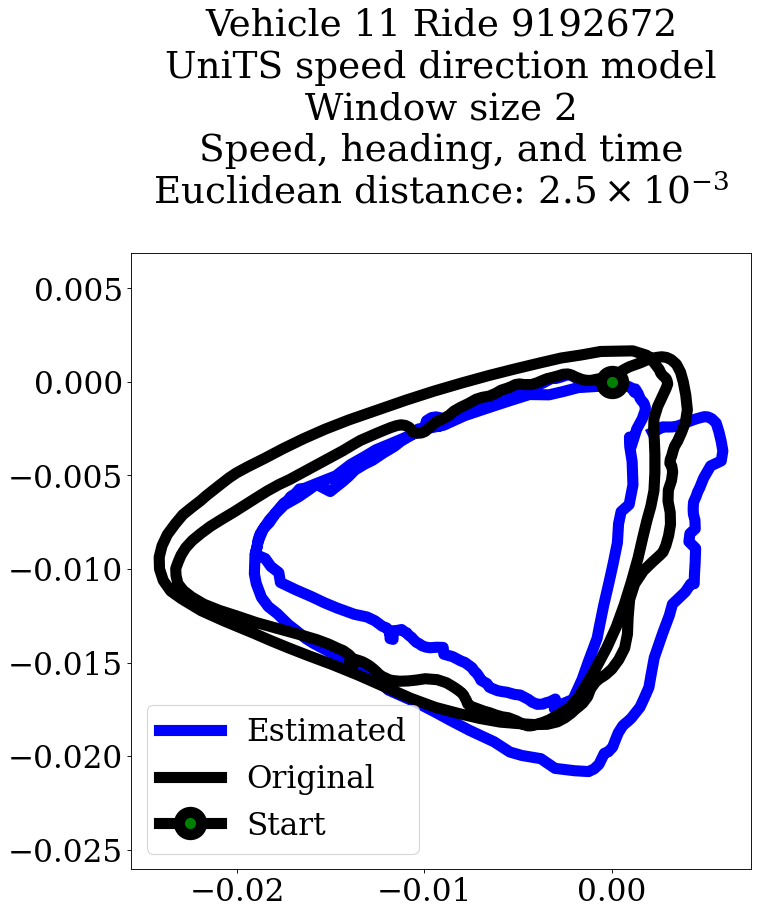 Vehicle 11 Ride 9192672
UniTS speed direction model
Window size 2
Speed, heading, and time
Euclidean distance: 2.5 × 10⁻³
0.005
0.000
−0.005
−0.010
−0.015
−0.020
−0.025
Estimated
Original
Start
−0.02 −0.01 0.00